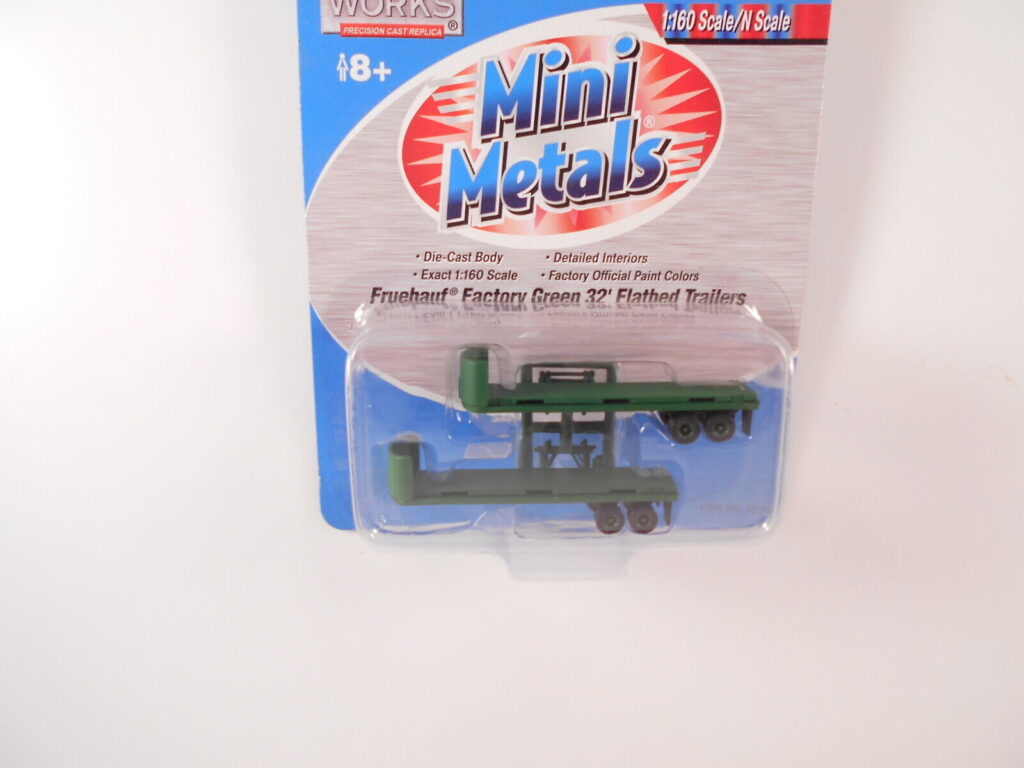 WORKS®
PRECISION CAST REPLICA
1:160 Scale/N Scale
8+
Mini
Metals®
• Die-Cast Body
• Detailed Interiors
• Exact 1:160 Scale
• Factory Official Paint Colors
Fruehauf® Factory Green 32' Flatbed Trailers